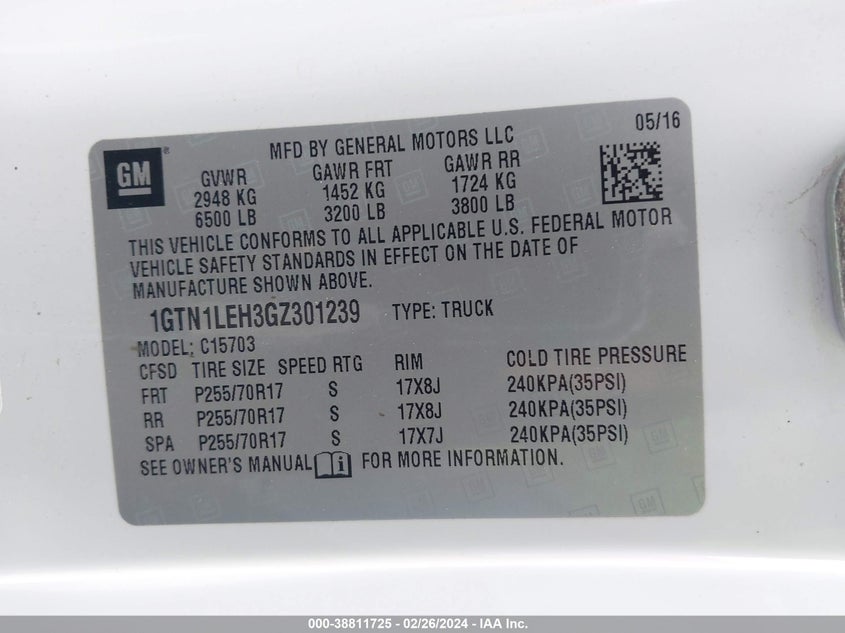 GM® MFD BY GENERAL MOTORS LLC 05/16
GVWR GAWR FRT GAWR RR
2948 KG 1452 KG 1724 KG
6500 LB 3200 LB 3800 LB
THIS VEHICLE CONFORMS TO ALL APPLICABLE U.S. FEDERAL MOTOR
VEHICLE SAFETY STANDARDS IN EFFECT ON THE DATE OF
MANUFACTURE SHOWN ABOVE.
1GTN1LEH3GZ301239 TYPE: TRUCK
MODEL: C15703
CFSD TIRE SIZE SPEED RTG RIM COLD TIRE PRESSURE
FRT P255/70R17 S 17X8J 240KPA(35PSI)
RR P255/70R17 S 17X8J 240KPA(35PSI)
SPA P255/70R17 S 17X7J 240KPA(35PSI)
SEE OWNER'S MANUAL i FOR MORE INFORMATION.
000-38811725 - 02/26/2024 - IAAI.com